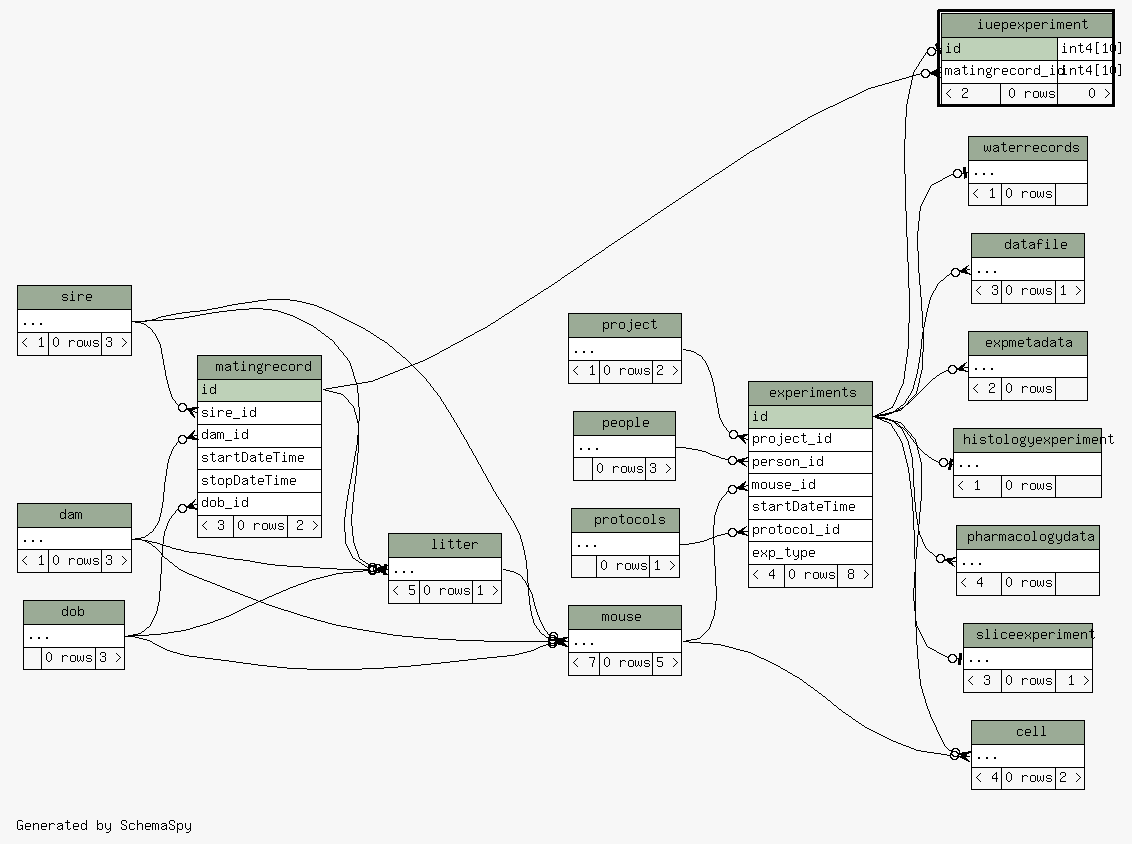 iuepexperiment
id int4[10]
matingrecord_id int4[10]
< 2 0 rows 0 >
waterrecords
...
< 1 0 rows
datafile
...
< 3 0 rows 1 >
expmetadata
...
< 2 0 rows
histologyexperiment
...
< 1 0 rows
pharmacologydata
...
< 4 0 rows
sliceexperiment
...
< 3 0 rows 1 >
cell
...
< 4 0 rows 2 >
sire
...
< 1 0 rows 3 >
matingrecord
id
sire_id
dam_id
startDateTime
stopDateTime
dob_id
< 3 0 rows 2 >
dam
...
< 1 0 rows 3 >
dob
...
0 rows 3 >
litter
...
< 5 0 rows 1 >
project
...
< 1 0 rows 2 >
people
...
0 rows 3 >
protocols
...
0 rows 1 >
mouse
...
< 7 0 rows 5 >
experiments
id
project_id
person_id
mouse_id
startDateTime
protocol_id
exp_type
< 4 0 rows 8 >
Generated by SchemaSpy